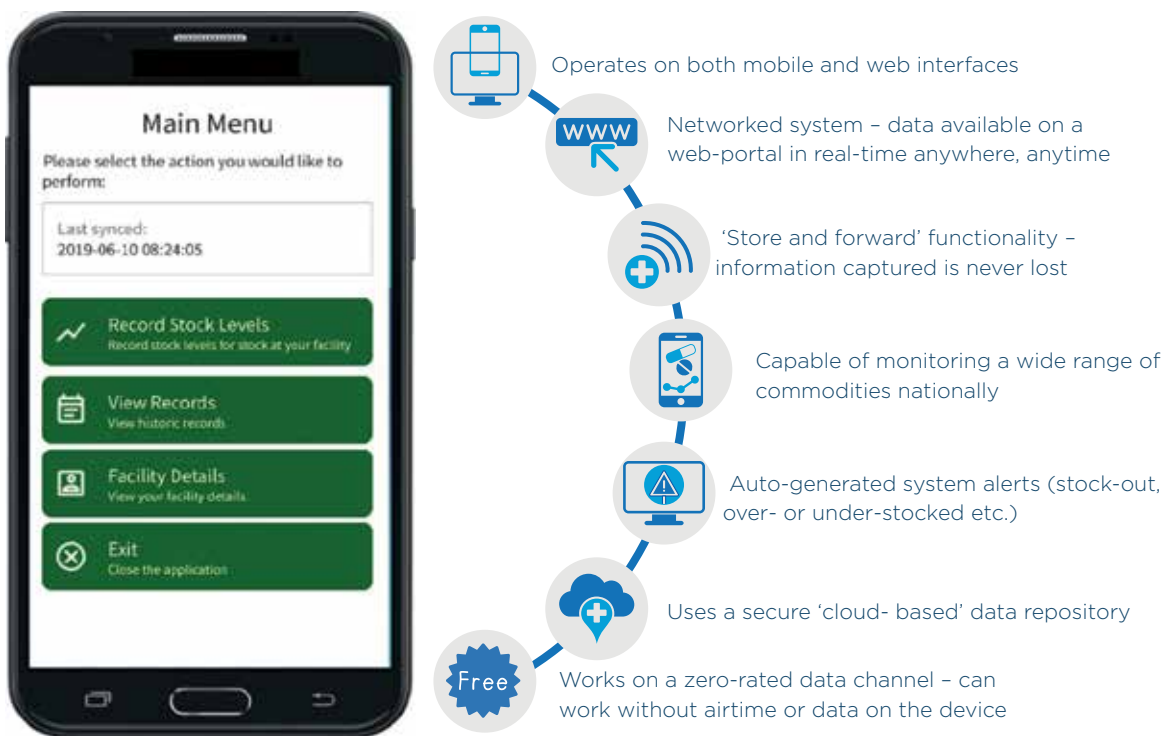 Main Menu
Please select the action you would like to
perform:
Last synced:
2019-06-10 08:24:05
Record Stock Levels
Record stock levels for stock at your facility
View Records
View historic records
Facility Details
View your facility details
Exit
Close the application
Operates on both mobile and web interfaces
www
Networked system – data available on a
web-portal in real-time anywhere, anytime
‘Store and forward’ functionality –
information captured is never lost
Capable of monitoring a wide range of
commodities nationally
Auto-generated system alerts (stock-out,
over- or under-stocked etc.)
Uses a secure ‘cloud- based’ data repository
Free
Works on a zero-rated data channel – can
work without airtime or data on the device